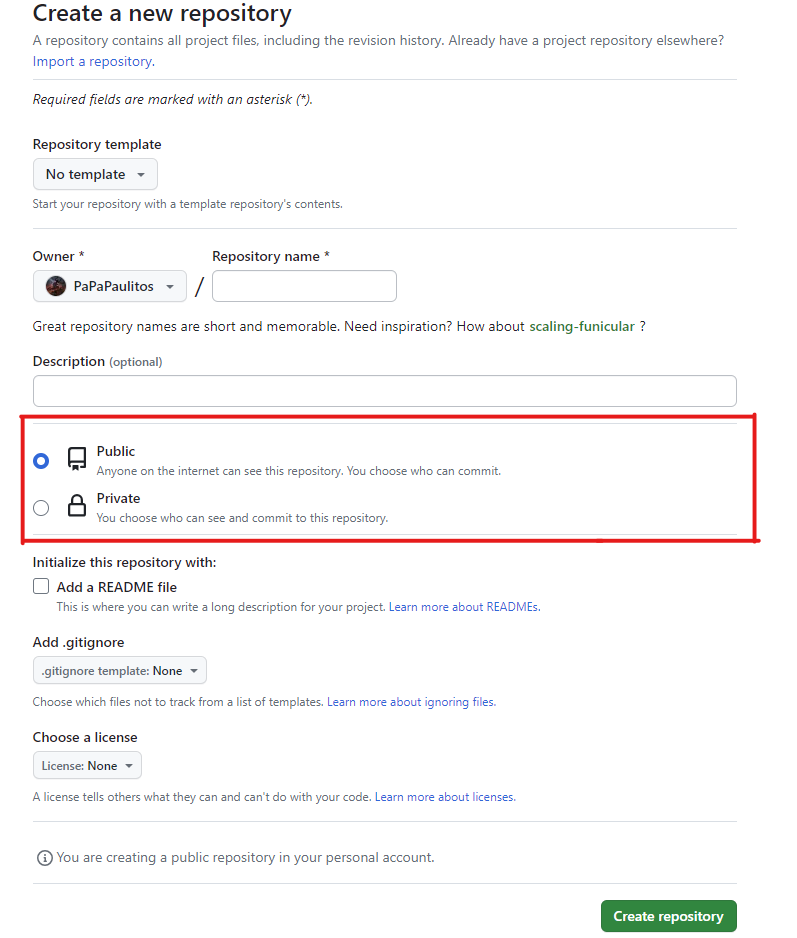 Create a new repository
A repository contains all project files, including the revision history. Already have a project repository elsewhere?
Import a repository.
Required fields are marked with an asterisk (*).
Repository template
No template
Start your repository with a template repository's contents.
Owner * Repository name *
PaPaPaulitos /
Great repository names are short and memorable. Need inspiration? How about scaling-funicular ?
Description (optional)
Public
Anyone on the internet can see this repository. You choose who can commit.
Private
You choose who can see and commit to this repository.
Initialize this repository with:
Add a README file
This is where you can write a long description for your project. Learn more about READMEs.
Add .gitignore
.gitignore template: None
Choose which files not to track from a list of templates. Learn more about ignoring files.
Choose a license
License: None
A license tells others what they can and can't do with your code. Learn more about licenses.
You are creating a public repository in your personal account.
Create repository